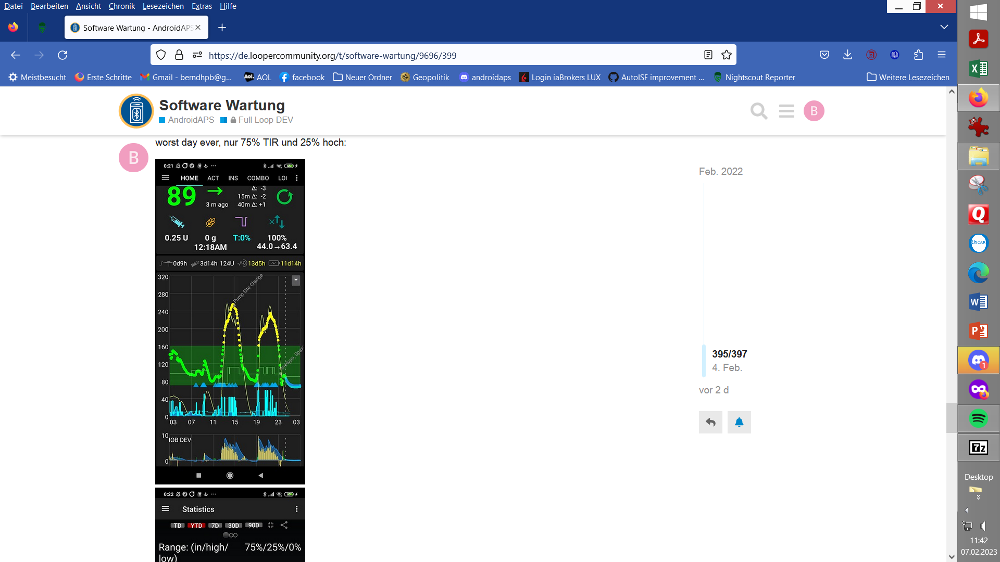 Datei Bearbeiten Ansicht Chronik Lesezeichen Extras Hilfe
Software Wartung - AndroidAPS
https://de.loopercommunity.org/t/software-wartung/9696/399
Meistbesucht Erste Schritte Gmail - berndhpb@g... AOL facebook Neuer Ordner Geopolitik androidaps Login iaBrokers LUX AutoISF improvement ... Nightscout Reporter Weitere Lesezeichen
Software Wartung
AndroidAPS Full Loop DEV
B
worst day ever, nur 75% TIR und 25% hoch:
B
0:21
HOME ACT INS COMBO LO
89
Δ: -3
15m Δ: -2
3 m ago 40m Δ: +1
0.25 U 0 g T:0% 100%
12:18AM 44.0→63.4
0d9h 3d14h 124U 13d5h 11d14h
320
280
240
200
160
120
80
40
0
Pump Site Change
03 07 11 15 19 23 03
10
IOB DEV
0
0:22
Statistics
TD YTD 7D 30D 90D
Range: (in/high/ 75%/25%/0%
low)
Feb. 2022
395/397
4. Feb.
vor 2 d
Aol.
USCAR
1
7z
Desktop
11:42
07.02.2023